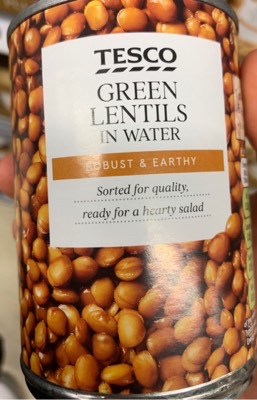 TESCO
GREEN
LENTILS
IN WATER
ROBUST & EARTHY
Sorted for quality,
ready for a hearty salad